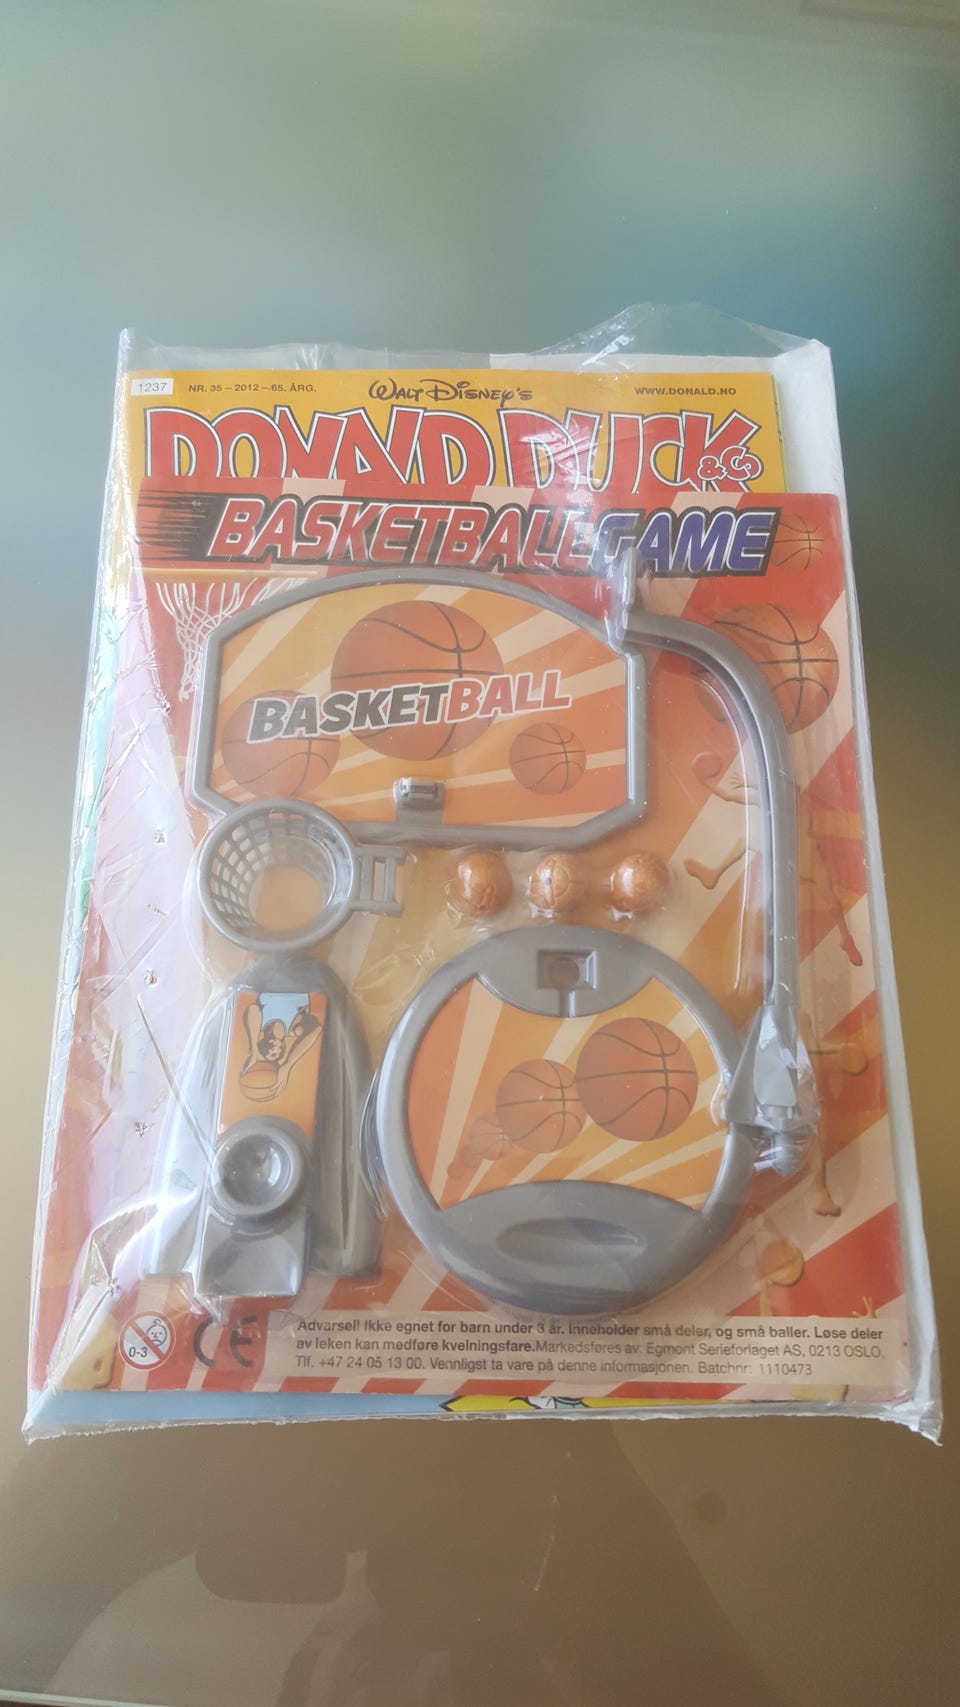 1237 NR. 35 – 2012 – 65. ÅRG. WALT DISNEY'S WWW.DONALD.NO
DONALD DUCK & CO
BASKETBALL GAME
BASKETBALL
0-3 CE Advarsel! Ikke egnet for barn under 3 år. Inneholder små deler, og små baller. Løse deler
av leken kan medføre kvelningsfare.Markedsføres av: Egmont Serieforlaget AS, 0213 OSLO,
Tlf. +47 24 05 13 00. Vennligst ta vare på denne informasjonen. Batchnr: 1110473